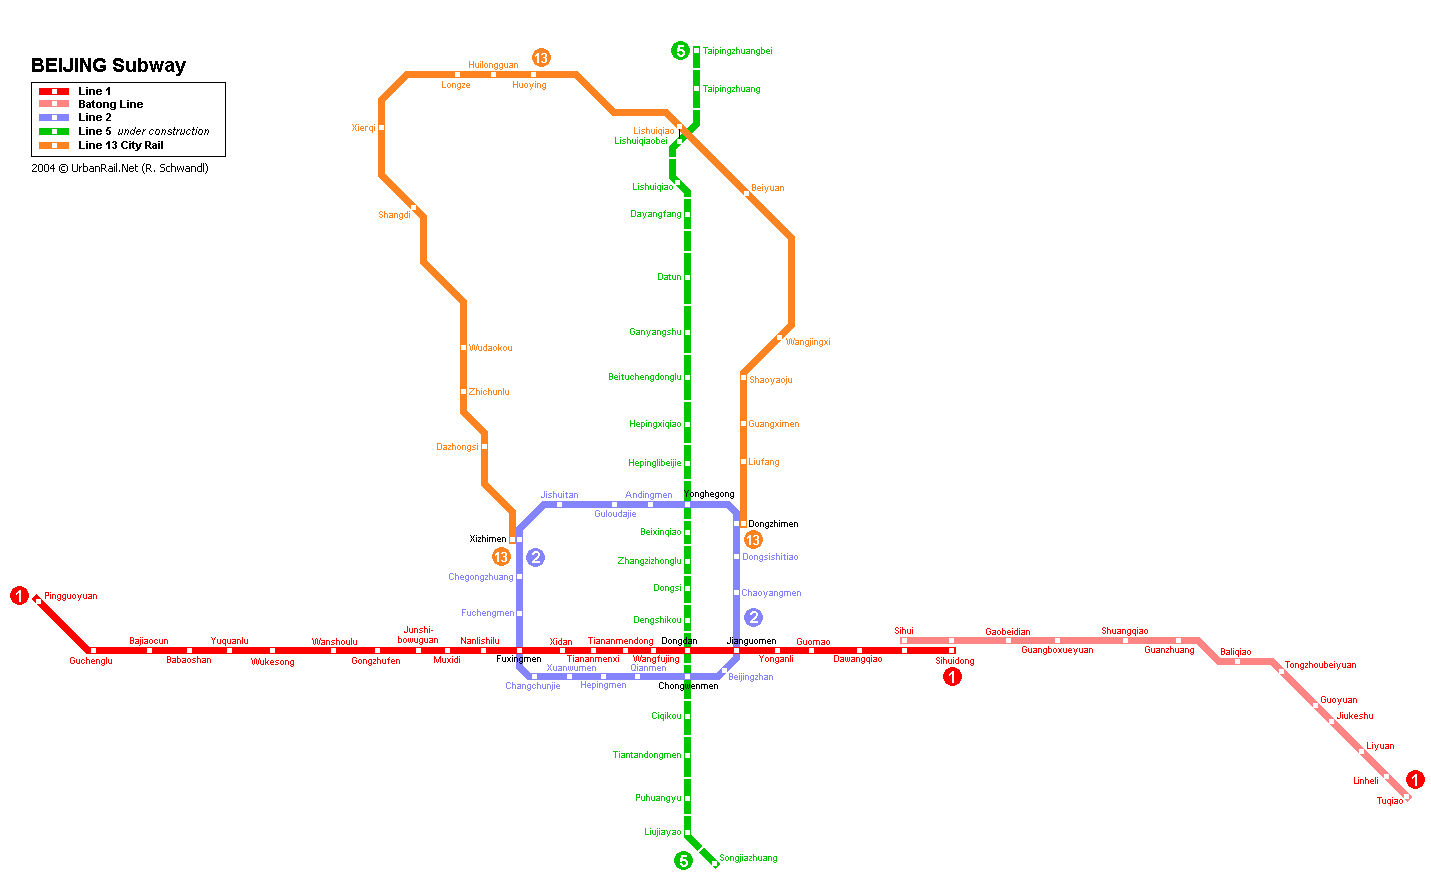 BEIJING Subway
Line 1
Batong Line
Line 2
Line 5 under construction
Line 13 City Rail
2004 © UrbanRail.Net (R. Schwandl)
5
Taipingzhuangbei
Taipingzhuang
13
Huilongguan
Longze
Huoying
Xierqi
Lishuiqiao
Lishuiqiaobei
Lishuiqiao
Beiyuan
Shangdi
Dayangfang
Datun
Ganyangshu
Wangjingxi
Wudaokou
Beituchengdonglu
Shaoyaoju
Zhichunlu
Hepingxiqiao
Guangximen
Dazhongsi
Hepinglibeijie
Liufang
Jishuitan
Andingmen
Yonghegong
Guloudajie
Dongzhimen
Xizhimen
Beixinqiao
13
13
2
Zhangzizhonglu
Dongsishitiao
Chegongzhuang
Dongsi
Chaoyangmen
1
Pingguoyuan
Fuchengmen
Dengshikou
2
Bajiaocun
Yuquanlu
Wanshoulu
Junshi-
bowuguan
Nanlishilu
Xidan
Tiananmendong
Dongdan
Jianguomen
Guomao
Sihui
Gaobeidian
Shuangqiao
Guchenglu
Babaoshan
Wukesong
Gongzhufen
Muxidi
Fuxingmen
Tiananmenxi
Wangfujing
Yonganli
Dawangqiao
Sihuidong
Guangboxueyuan
Guanzhuang
Baliqiao
Xuanwumen
Qianmen
Changchunjie
Hepingmen
Chongwenmen
Beijingzhan
1
Tongzhoubeiyuan
Guoyuan
Jiukeshu
Liyuan
Linheli
1
Tuqiao
Ciqikou
Tiantandongmen
Puhuangyu
Liujiayao
5
Songjiazhuang